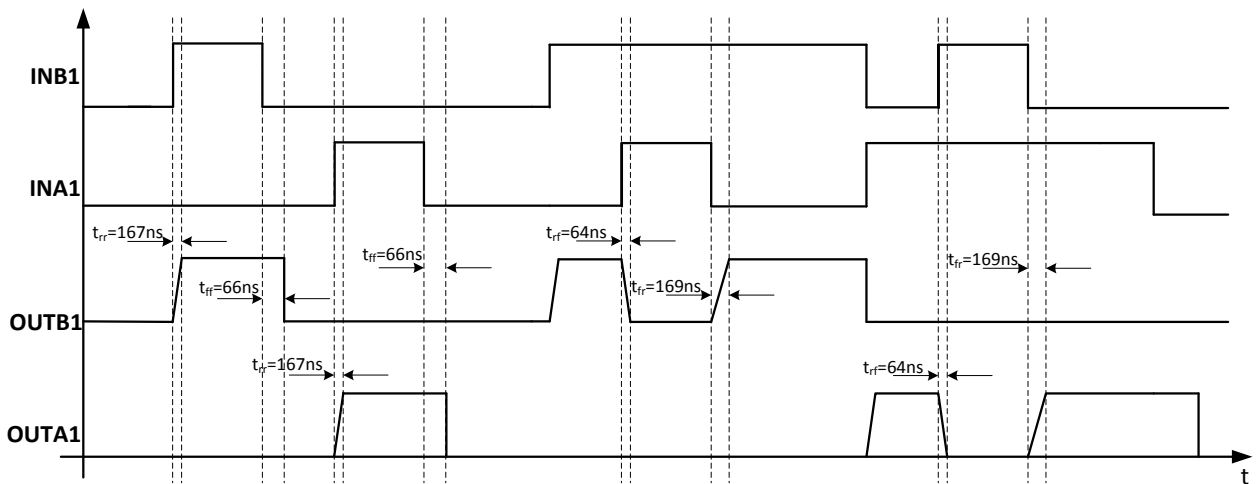 INB1
INA1
trr=167ns
tff=66ns
trf=64ns
tff=66ns
tfr=169ns
tfr=169ns
OUTB1
trr=167ns
trf=64ns
OUTA1
t